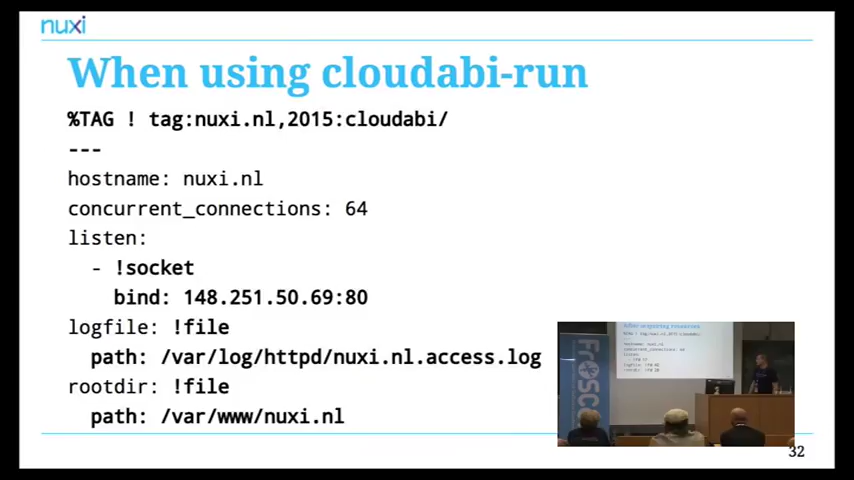 nuxi
When using cloudabi-run
%TAG ! tag:nuxi.nl,2015:cloudabi/
---
hostname: nuxi.nl
concurrent_connections: 64
listen:
- !socket
bind: 148.251.50.69:80
logfile: !file
path: /var/log/httpd/nuxi.nl.access.log
rootdir: !file
path: /var/www/nuxi.nl
FrOSC
32